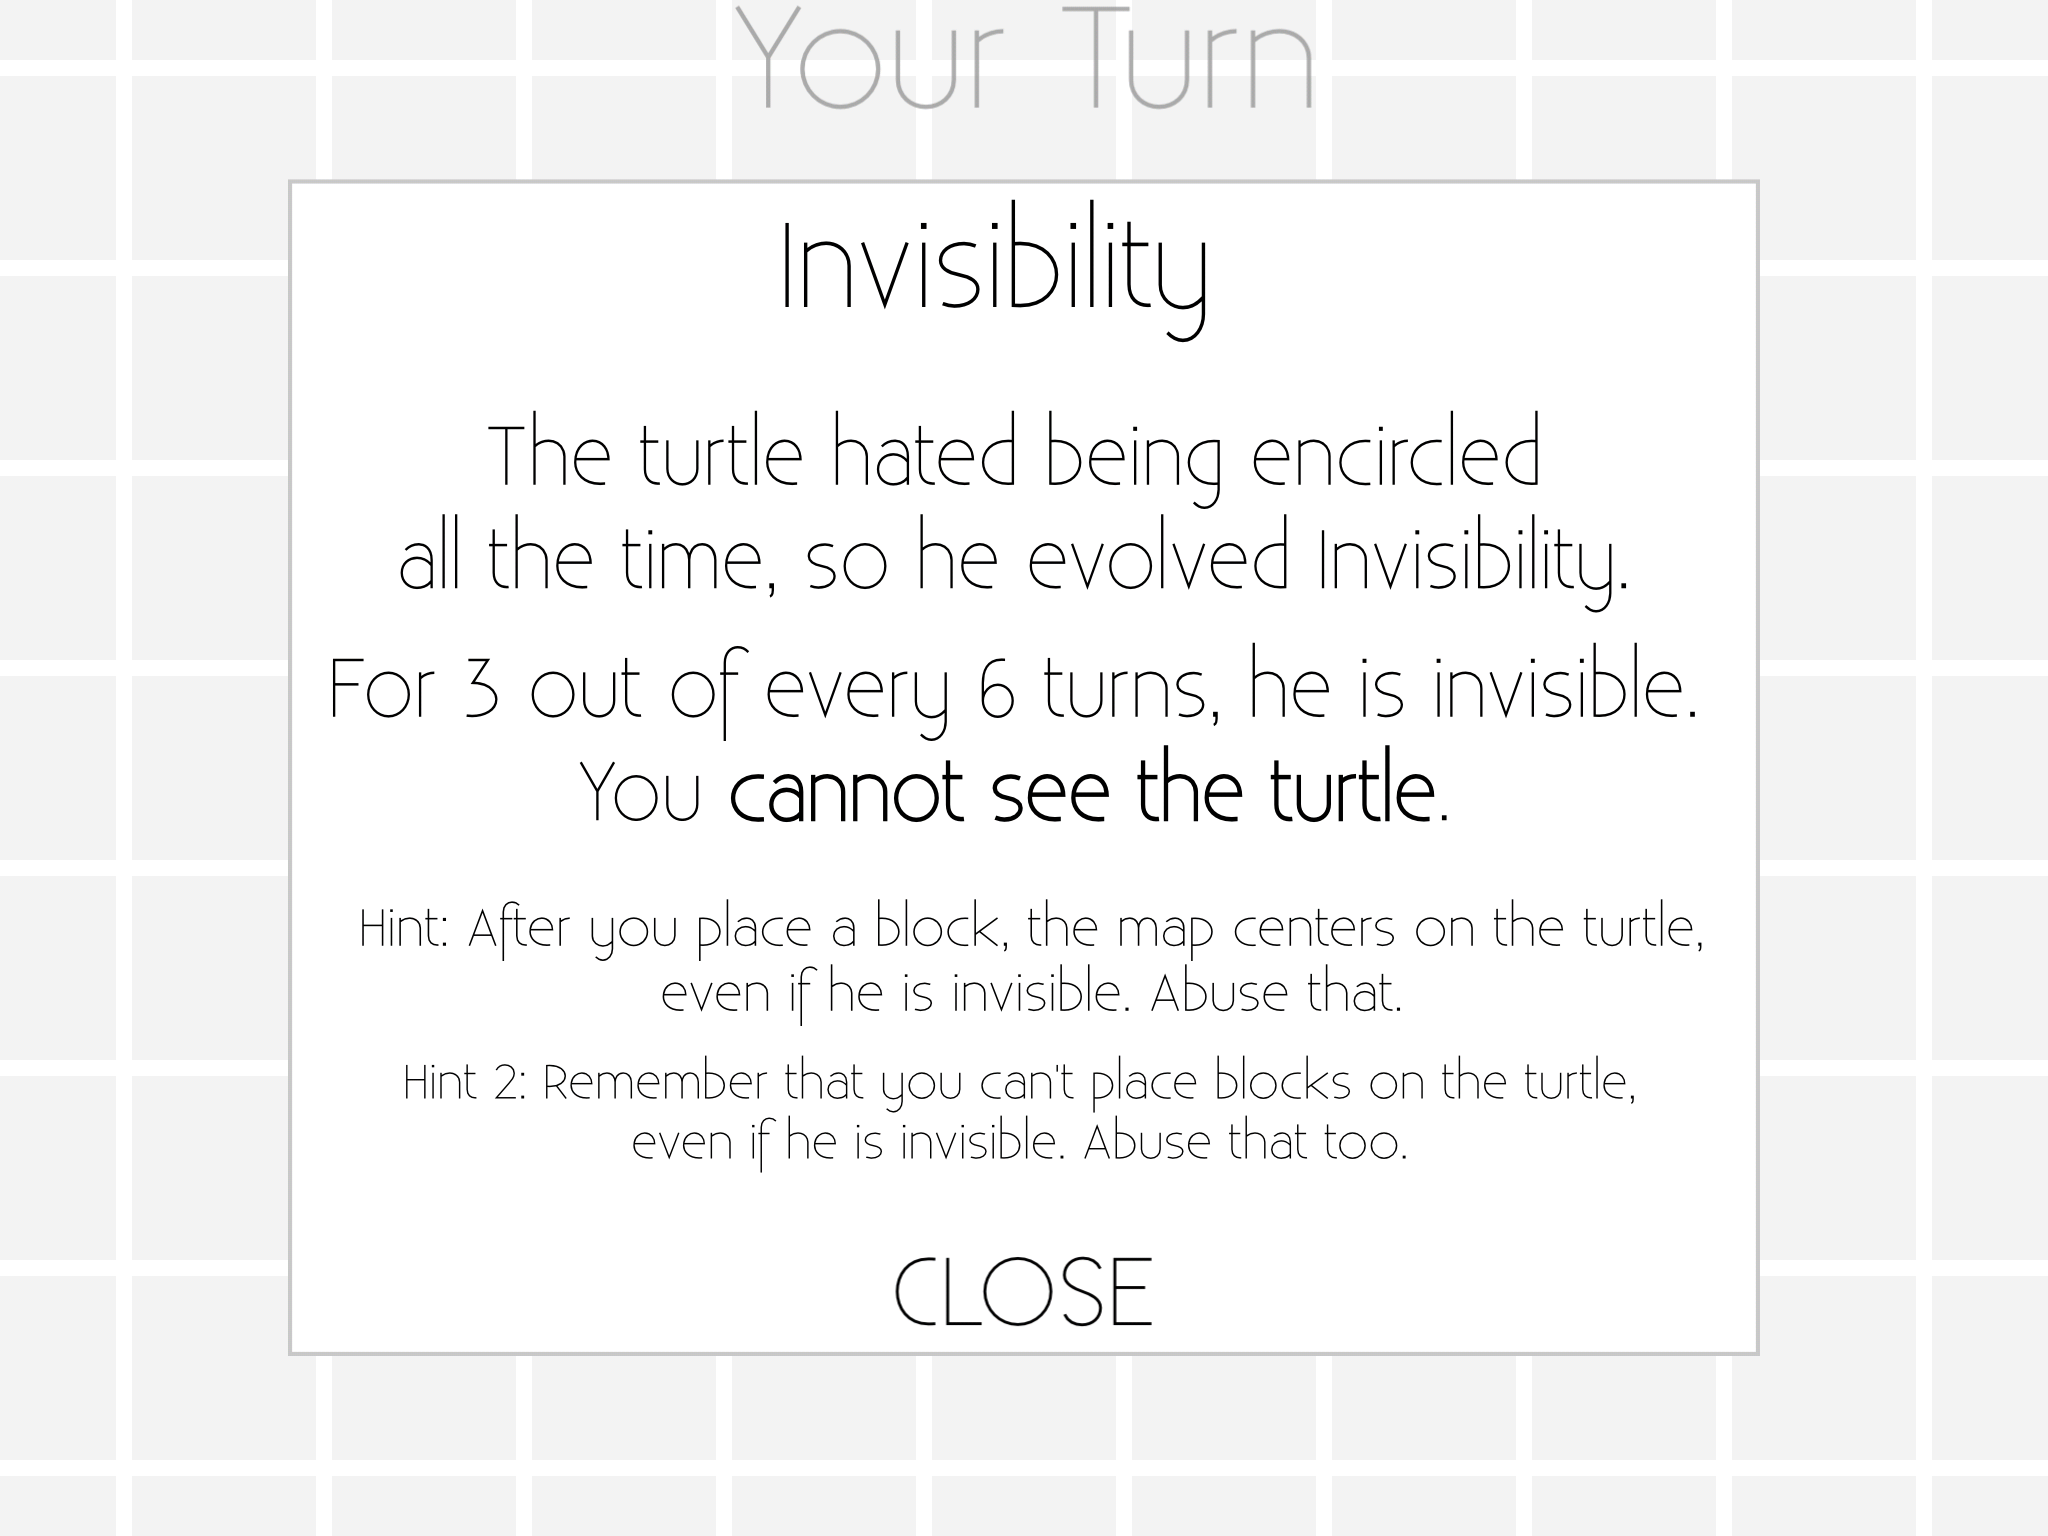 Your Turn
Invisibility
The turtle hated being encircled
all the time, so he evolved Invisibility.
For 3 out of every 6 turns, he is invisible.
You cannot see the turtle.
Hint: After you place a block, the map centers on the turtle,
even if he is invisible. Abuse that.
Hint 2: Remember that you can't place blocks on the turtle,
even if he is invisible. Abuse that too.
CLOSE